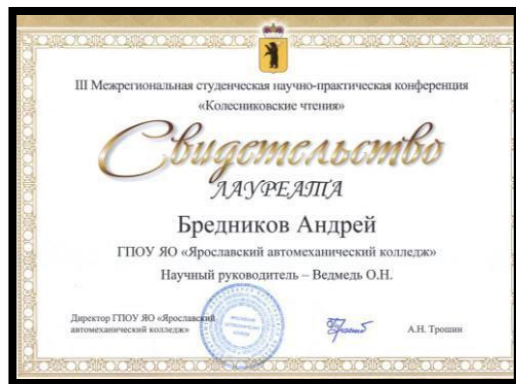 III Межрегиональная студенческая научно-практическая конференция
«Колесниковские чтения»
Свидетельство
ЛАУРЕАТА
Бредников Андрей
ГПОУ ЯО «Ярославский автомеханический колледж»
Научный руководитель – Ведмедь О.Н.
Директор ГПОУ ЯО «Ярославский
автомеханический колледж»
А.Н. Трошин